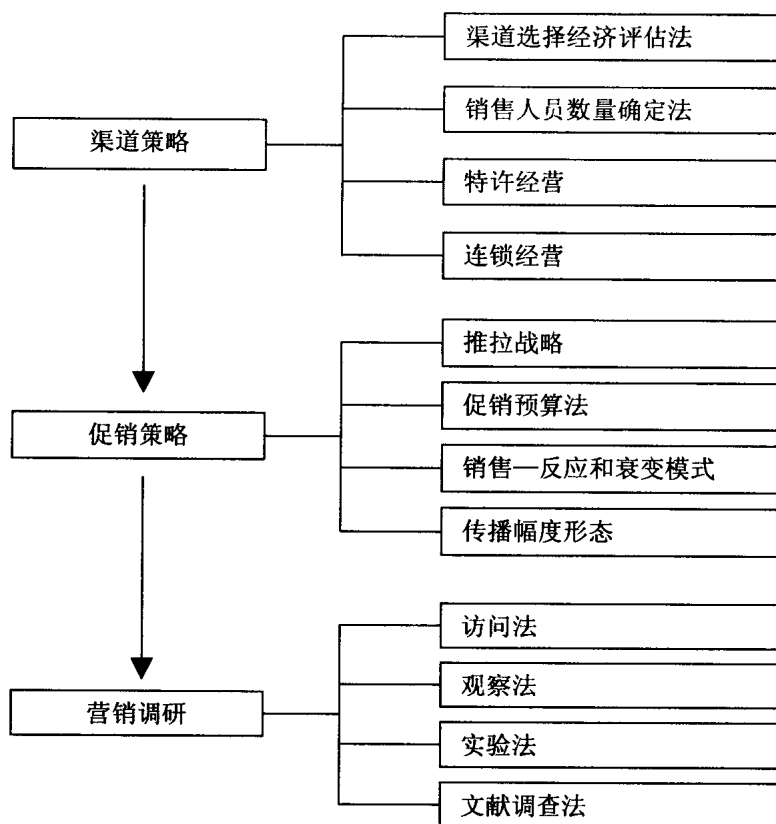 渠道选择经济评估法
销售人员数量确定法
渠道策略
特许经营
连锁经营
推拉战略
促销预算法
促销策略
销售—反应和衰变模式
传播幅度形态
访问法
观察法
营销调研
实验法
文献调查法